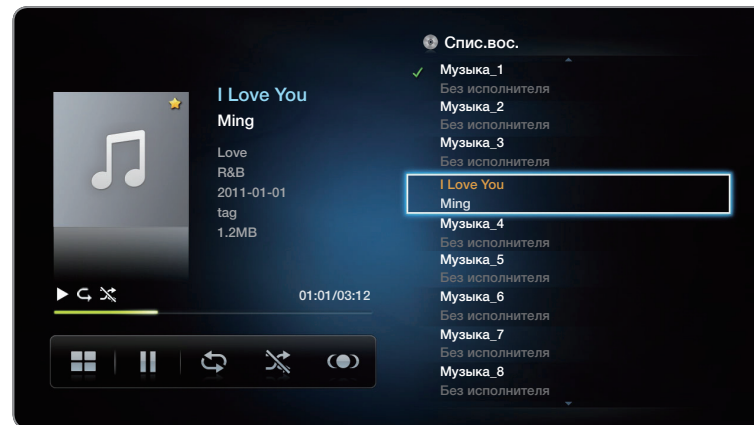 I Love You
Ming
Love
R&B
2011-01-01
tag
1.2MB
01:01/03:12
Спис.вос.
Музыка_1
Без исполнителя
Музыка_2
Без исполнителя
Музыка_3
Без исполнителя
I Love You
Ming
Музыка_4
Без исполнителя
Музыка_5
Без исполнителя
Музыка_6
Без исполнителя
Музыка_7
Без исполнителя
Музыка_8
Без исполнителя